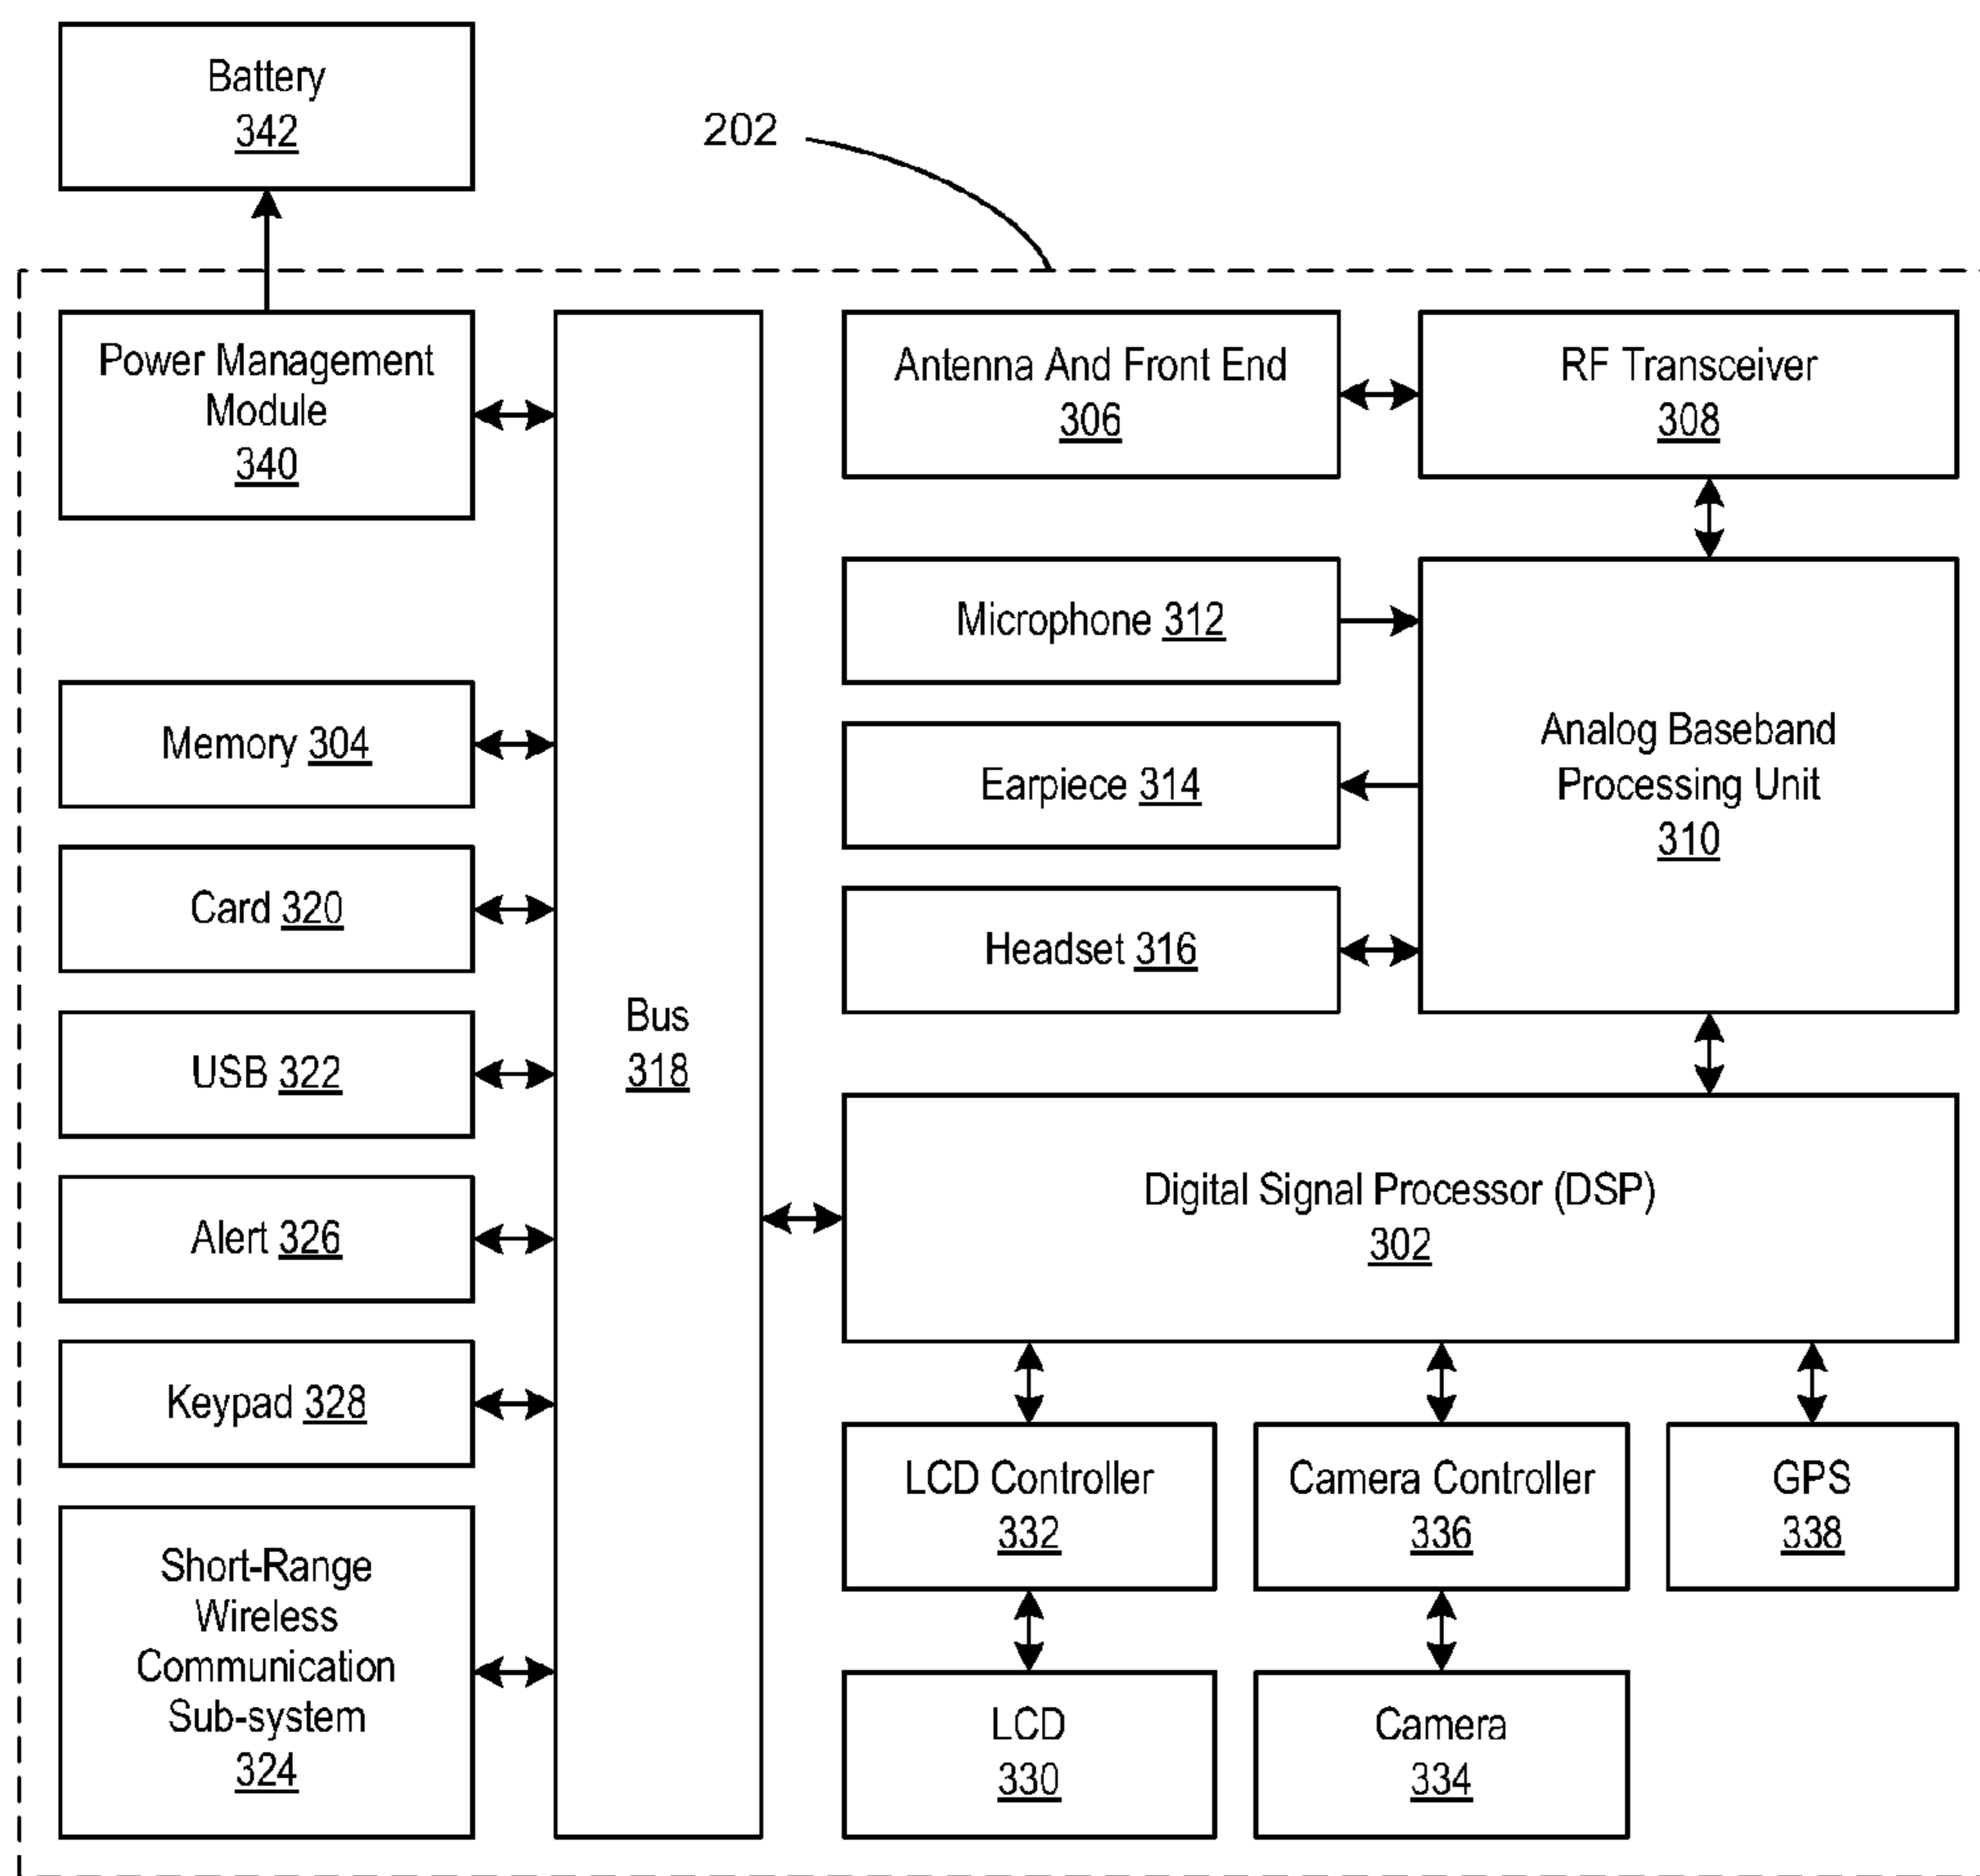 Battery
342
202
Power Management
Module
340
Antenna And Front End
306
RF Transceiver
308
Microphone 312
Memory 304
Earpiece 314
Analog Baseband
Processing Unit
310
Card 320
Headset 316
Bus
318
USB 322
Alert 326
Digital Signal Processor (DSP)
302
Keypad 328
LCD Controller
332
Camera Controller
336
GPS
338
Short-Range
Wireless
Communication
Sub-system
324
LCD
330
Camera
334